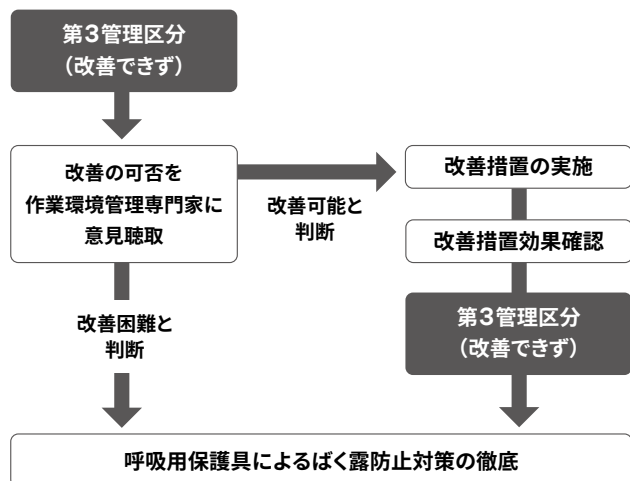 第3管理区分
（改善できず）
改善の可否を
作業環境管理専門家に
意見聴取
改善可能と
判断
改善措置の実施
改善措置効果確認
第3管理区分
（改善できず）
改善困難と
判断
呼吸用保護具によるばく露防止対策の徹底